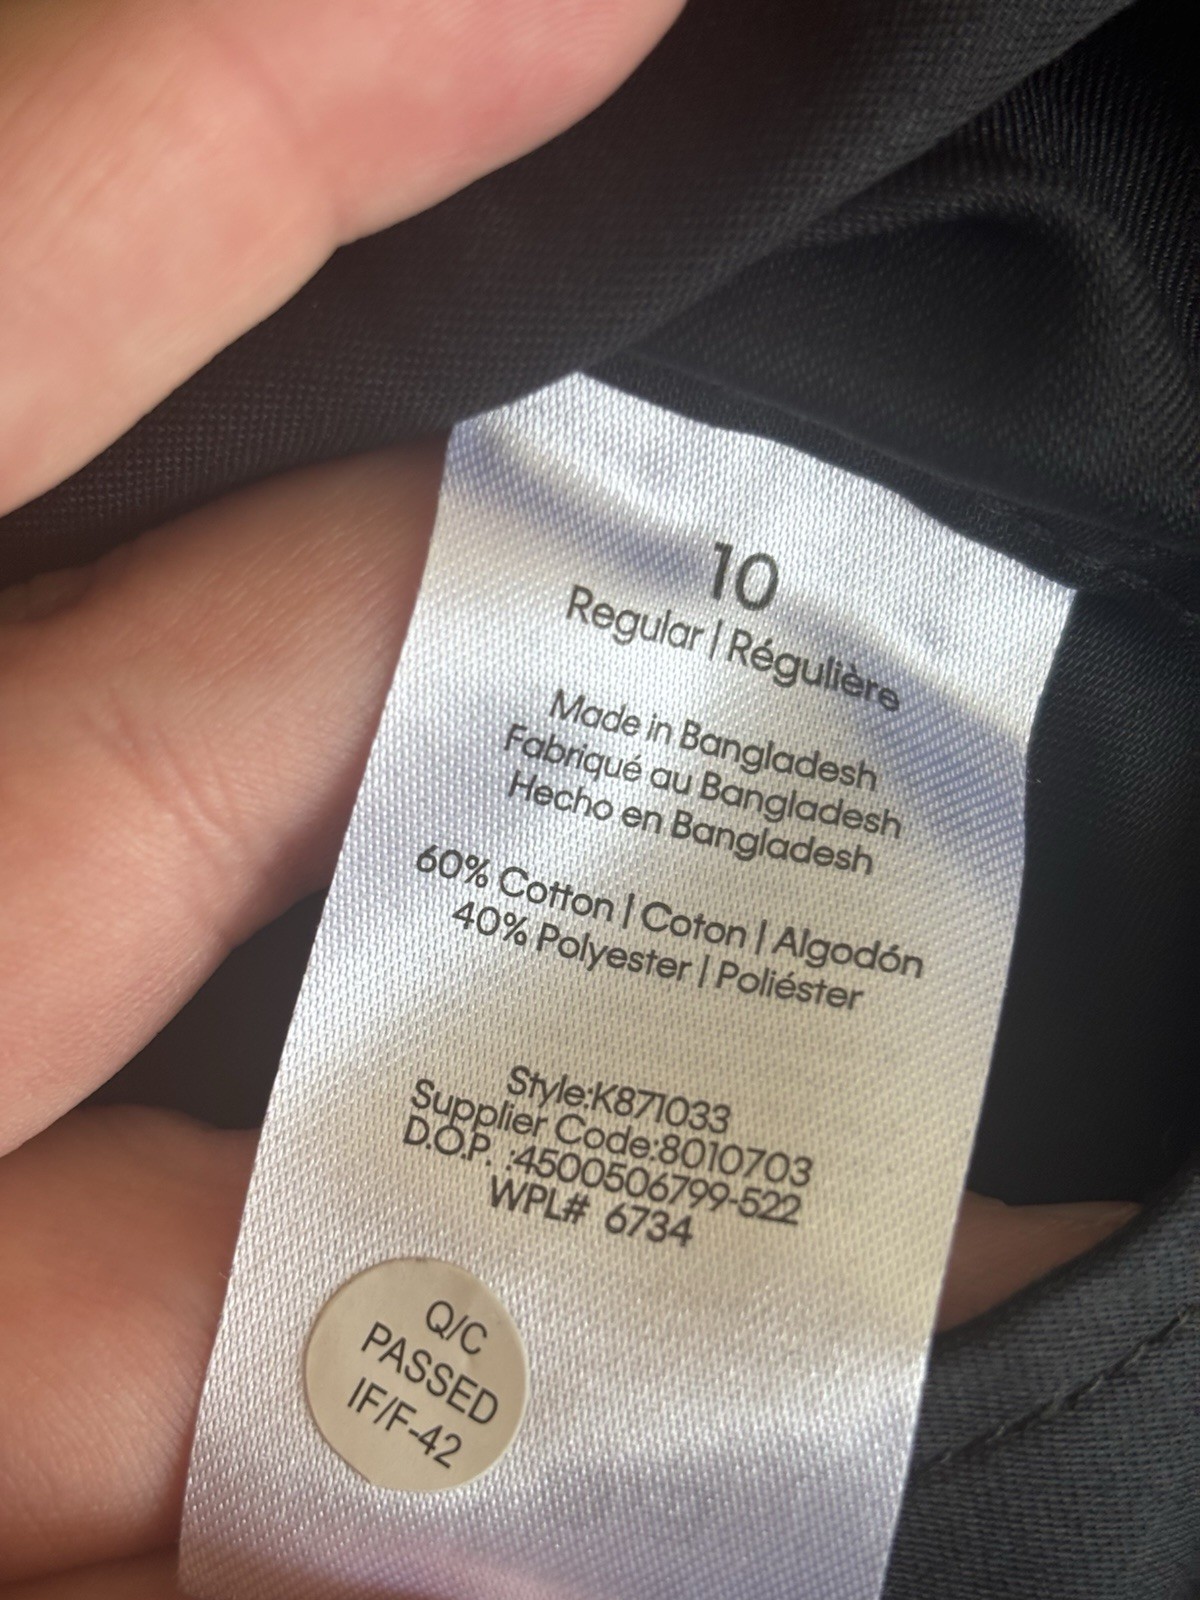 10
Regular | Régulière
Made in Bangladesh
Fabriqué au Bangladesh
Hecho en Bangladesh
60% Cotton | Coton | Algodón
40% Polyester | Poliéster
Style:K871033
Supplier Code:8010703
D.O.P. :4500506799-522
WPL# 6734
Q/C
PASSED
IF/F-42